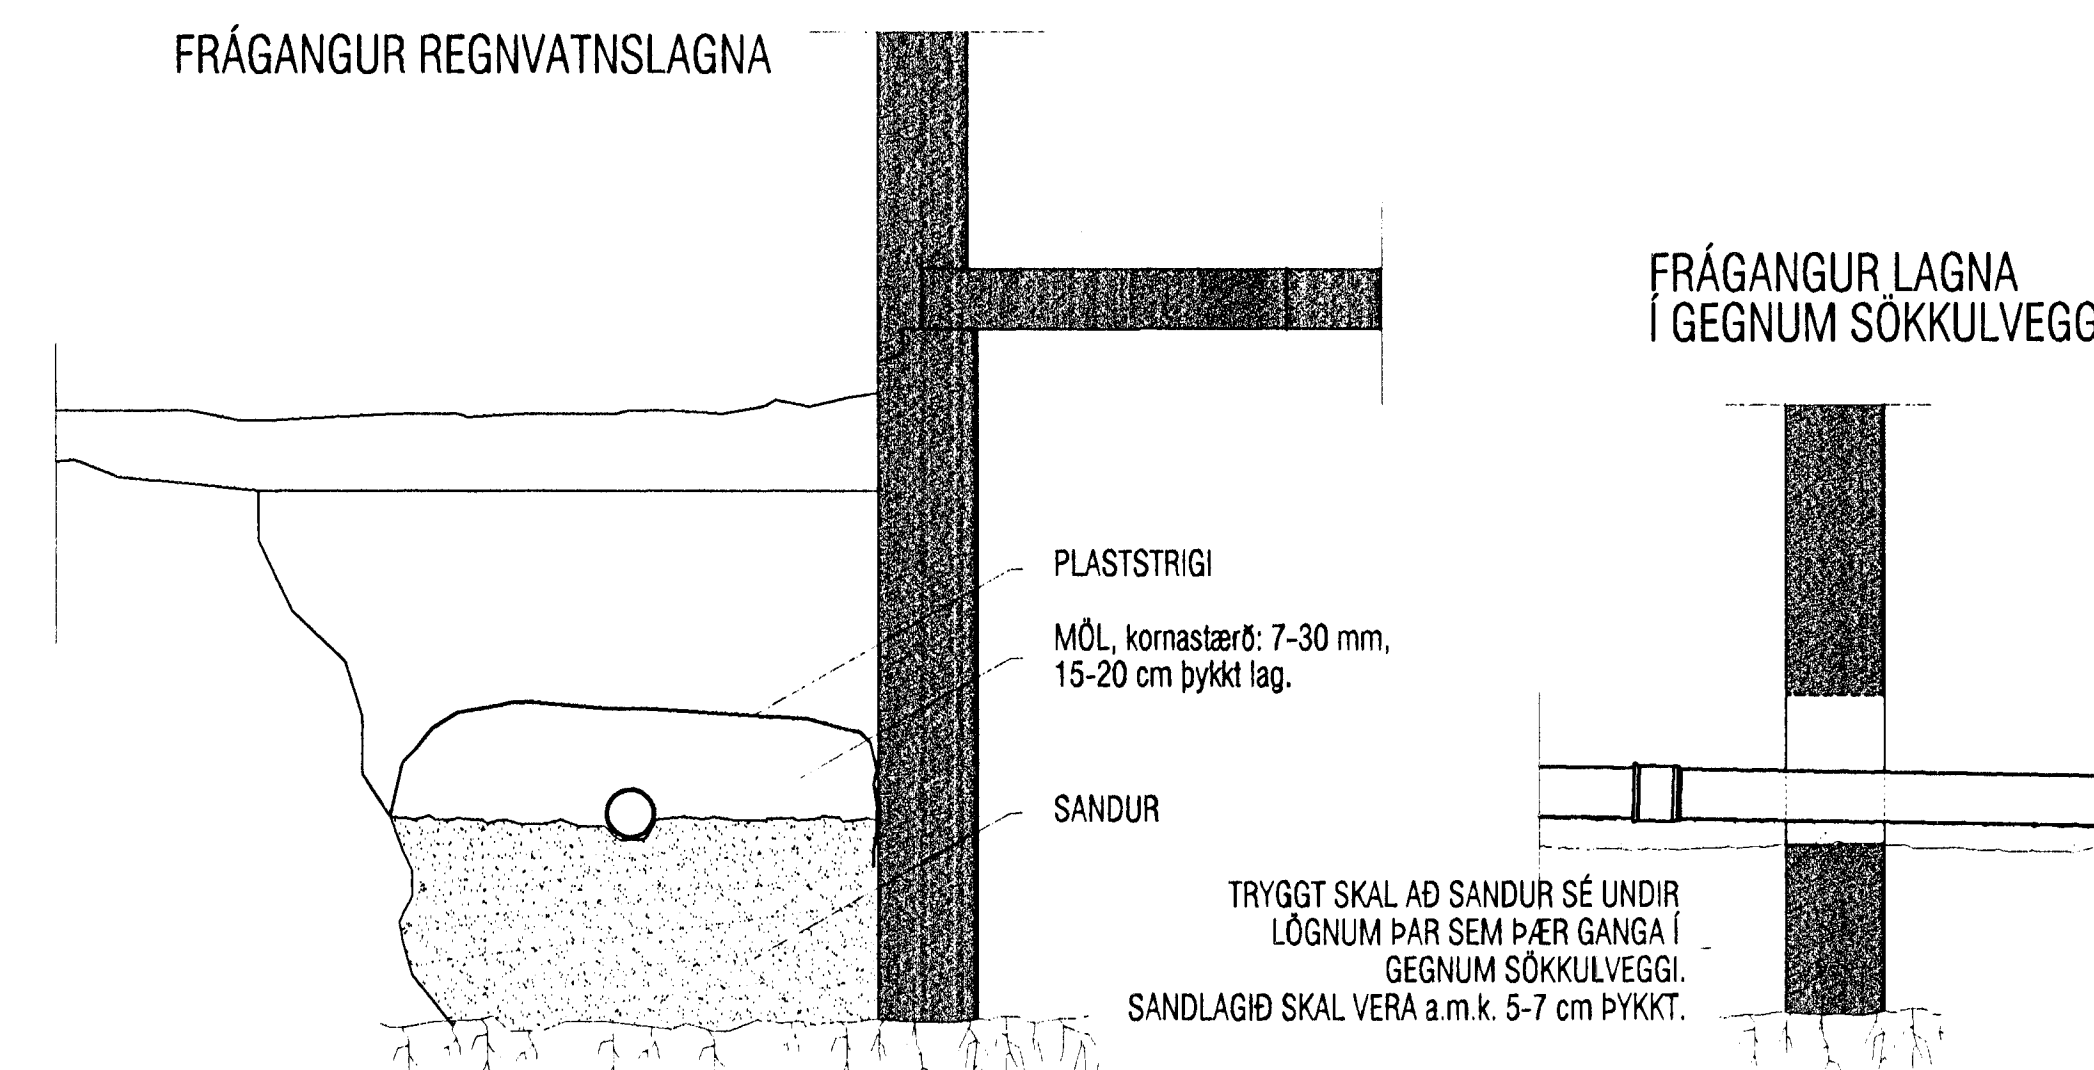 FRÁGANGUR REGNVATNSLAGNA
PLASTSTRIGI
MÖL, kornastærð: 7-30 mm,
15-20 cm þykkt lag.
SANDUR
FRÁGANGUR LAGNA
Í GEGNUM SÖKKULVEGG
TRYGGT SKAL AÐ SANDUR SÉ UNDIR
LÖGNUM ÞAR SEM ÞÆR GANGA Í
GEGNUM SÖKKULVEGGI.
SANDLAGIÐ SKAL VERA a.m.k. 5-7 cm ÞYKKT.